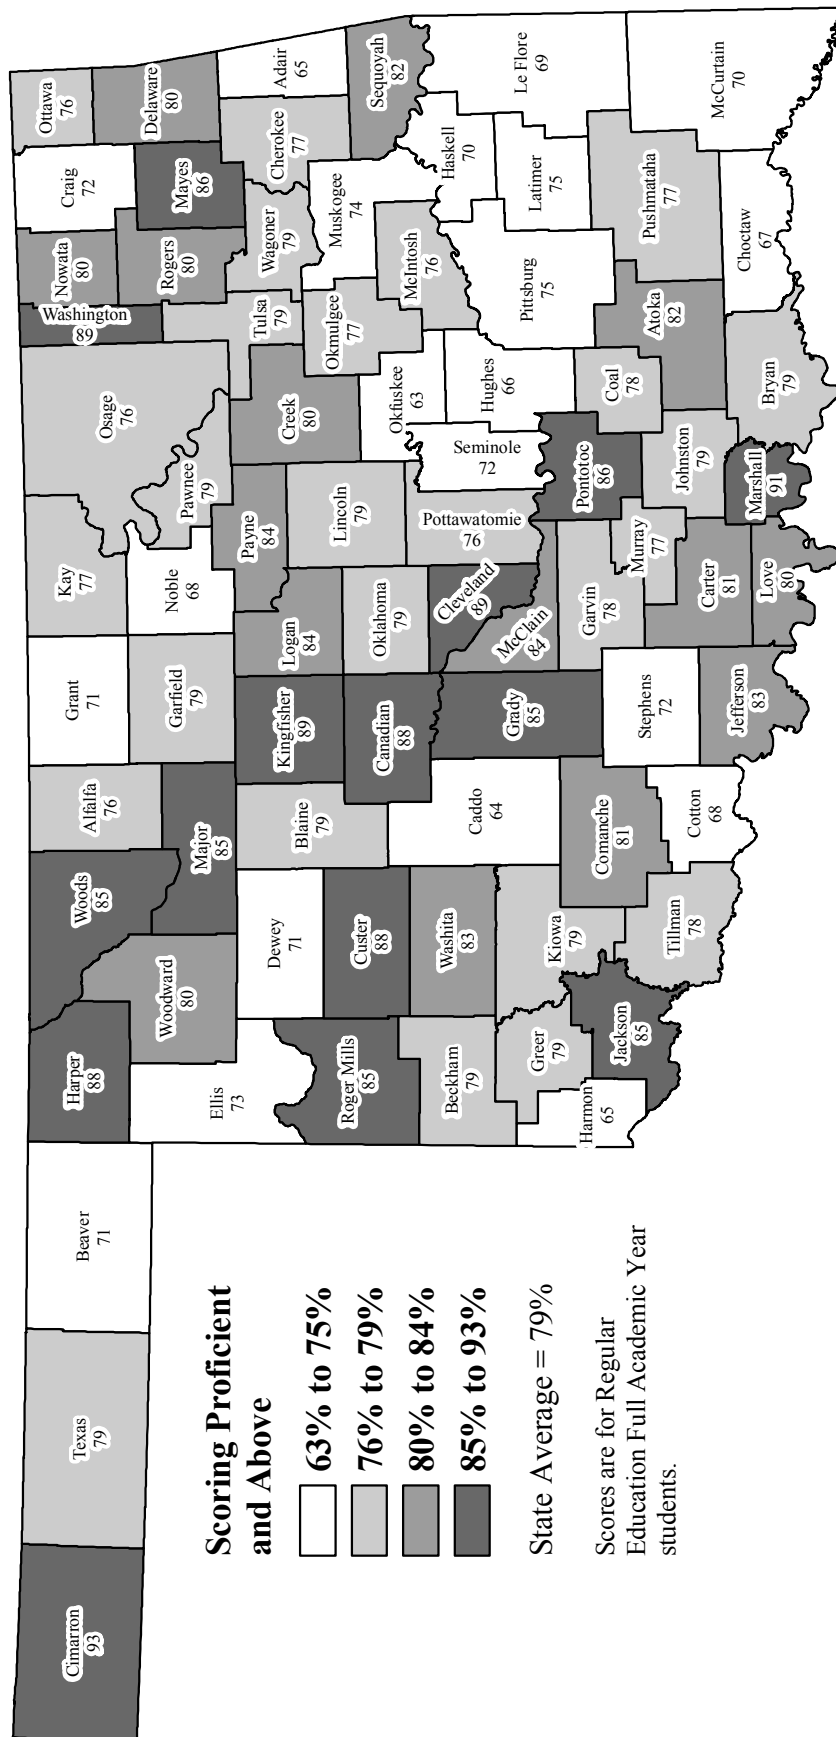 Cimarron
93
Texas
79
Beaver
71
Harper
88
Woods
85
Alfalfa
76
Grant
71
Kay
77
Osage
76
Washington
89
Nowata
80
Craig
72
Ottawa
76
Ellis
73
Woodward
80
Major
85
Garfield
79
Noble
68
Pawnee
79
Rogers
80
Mayes
86
Delaware
80
Roger Mills
85
Dewey
71
Blaine
79
Kingfisher
89
Logan
84
Payne
84
Creek
80
Tulsa
79
Wagoner
79
Cherokee
77
Adair
65
Custer
88
Canadian
88
Oklahoma
79
Lincoln
79
Okfuskee
63
Okmulgee
77
Muskogee
74
Sequoyah
82
Beckham
79
Washita
83
Caddo
64
Grady
85
Cleveland
89
McClain
84
Pottawatomie
76
Seminole
72
Hughes
66
McIntosh
76
Haskell
70
Le Flore
69
Harmon
65
Greer
79
Jackson
85
Kiowa
79
Comanche
81
Stephens
72
Garvin
78
Murray
77
Pontotoc
86
Coal
78
Pittsburg
75
Latimer
75
Tillman
78
Cotton
68
Jefferson
83
Carter
81
Love
80
Johnston
79
Marshall
91
Atoka
82
Bryan
79
Pushmataha
77
Choctaw
67
McCurtain
70
Scoring Proficient
and Above
63% to 75%
76% to 79%
80% to 84%
85% to 93%
State Average = 79%
Scores are for Regular
Education Full Academic Year
students.